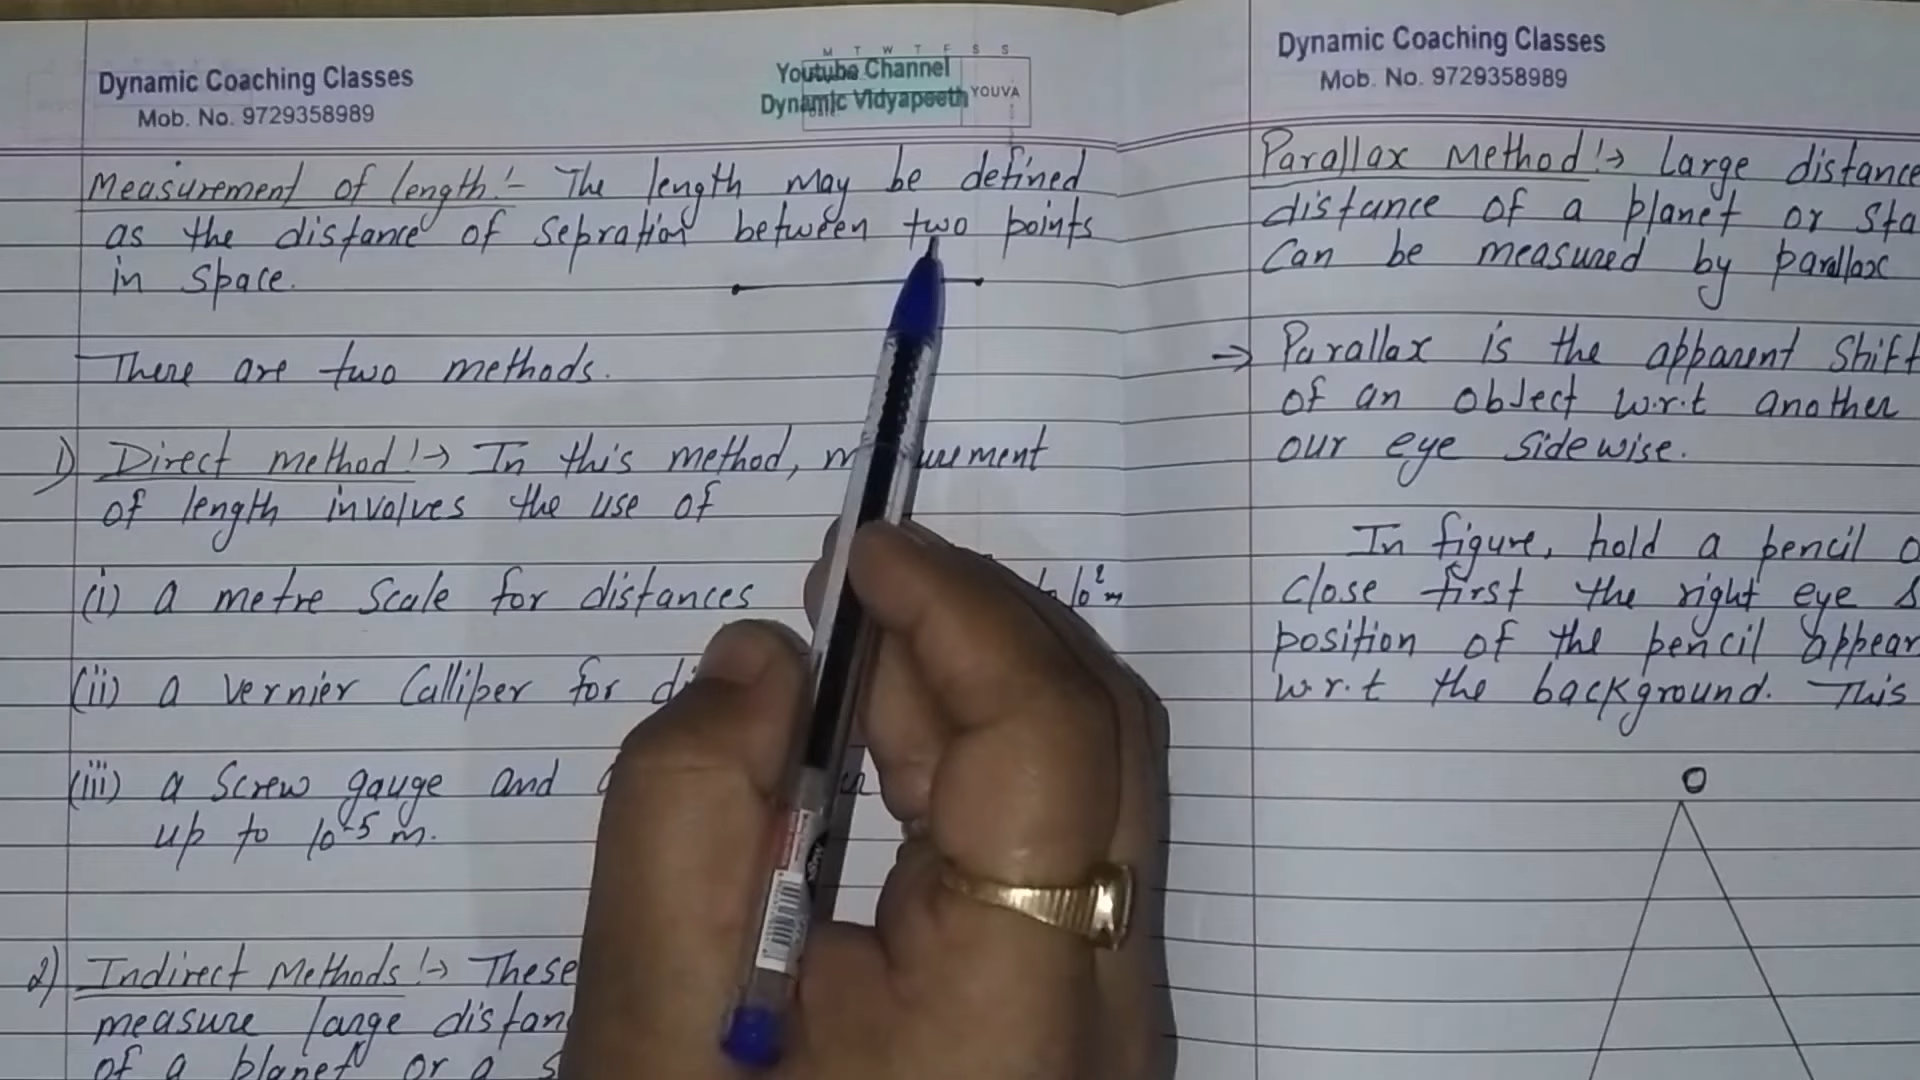 Dynamic Coaching Classes
Mob. No. 9729358989
M T W T F S S
Youtube Channel
Dynamic Vidyapeeth
YOUVA
Measurement of length:- The length may be defined
as the distance of sepration between two points
in space.
There are two methods.
1) Direct method:→ In this method,
of length involves the use of
(i) a metre scale for distances 10²m
(ii) a vernier Calliper for
(iii) a screw gauge and
up to 10⁻⁵ m.
2) Indirect Methods:→ These
measure large
of a planet or a
Dynamic Coaching Classes
Mob. No. 9729358989
Parallax Method:→ Large distance
distance of a planet or
Can be measured by parallax
→ Parallax is the apparent Shift
of an object w.r.t another
our eye sidewise.
In figure, hold a pencil
close first the right eye
position of the pencil appear
w.r.t the background. This
O